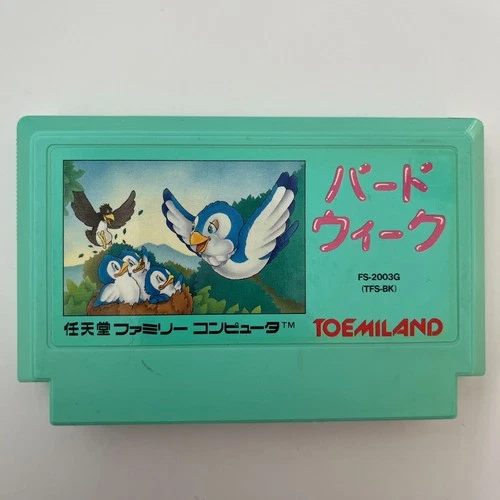 バード
ウィーク
FS-2003G
(TFS-BK)
任天堂 ファミリー コンピュータ™
TOEMILAND